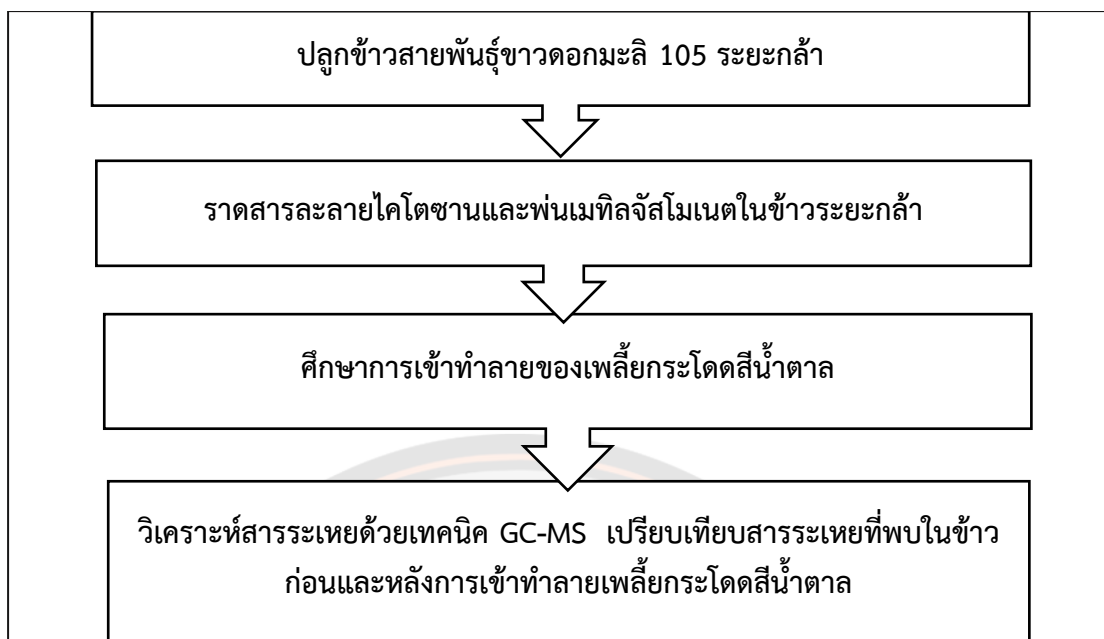 ปลูกข้าวสายพันธุ์ขาวดอกมะลิ 105 ระยะกล้า
ราดสารละลายไคโตซานและพ่นเมทิลจัสโมเนตในข้าวระยะกล้า
ศึกษาการเข้าทำลายของเพลี้ยกระโดดสีน้ำตาล
วิเคราะห์สารระเหยด้วยเทคนิค GC-MS เปรียบเทียบสารระเหยที่พบในข้าว
ก่อนและหลังการเข้าทำลายเพลี้ยกระโดดสีน้ำตาล